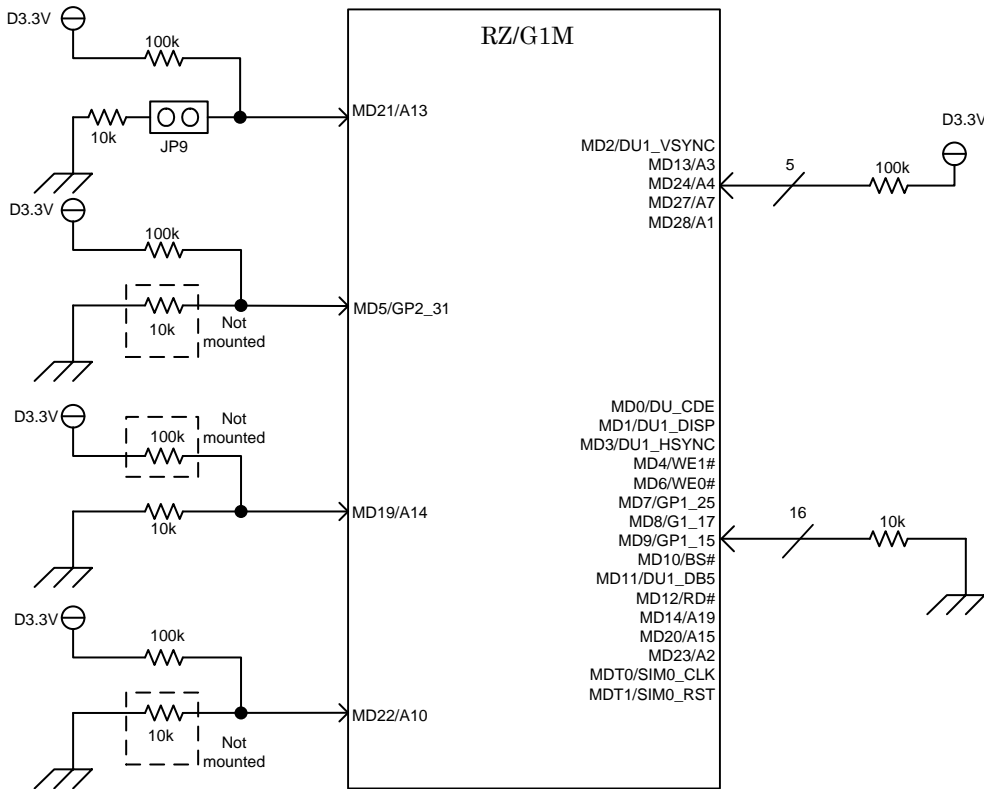 RZ/G1M
D3.3V
100k
10k
JP9
MD21/A13
D3.3V
100k
10k
Not
mounted
MD5/GP2_31
D3.3V
100k
Not
mounted
10k
MD19/A14
D3.3V
100k
10k
Not
mounted
MD22/A10
MD2/DU1_VSYNC
MD13/A3
MD24/A4
MD27/A7
MD28/A1
5
100k
D3.3V
MD0/DU_CDE
MD1/DU1_DISP
MD3/DU1_HSYNC
MD4/WE1#
MD6/WE0#
MD7/GP1_25
MD8/G1_17
MD9/GP1_15
MD10/BS#
MD11/DU1_DB5
MD12/RD#
MD14/A19
MD20/A15
MD23/A2
MDT0/SIM0_CLK
MDT1/SIM0_RST
16
10k